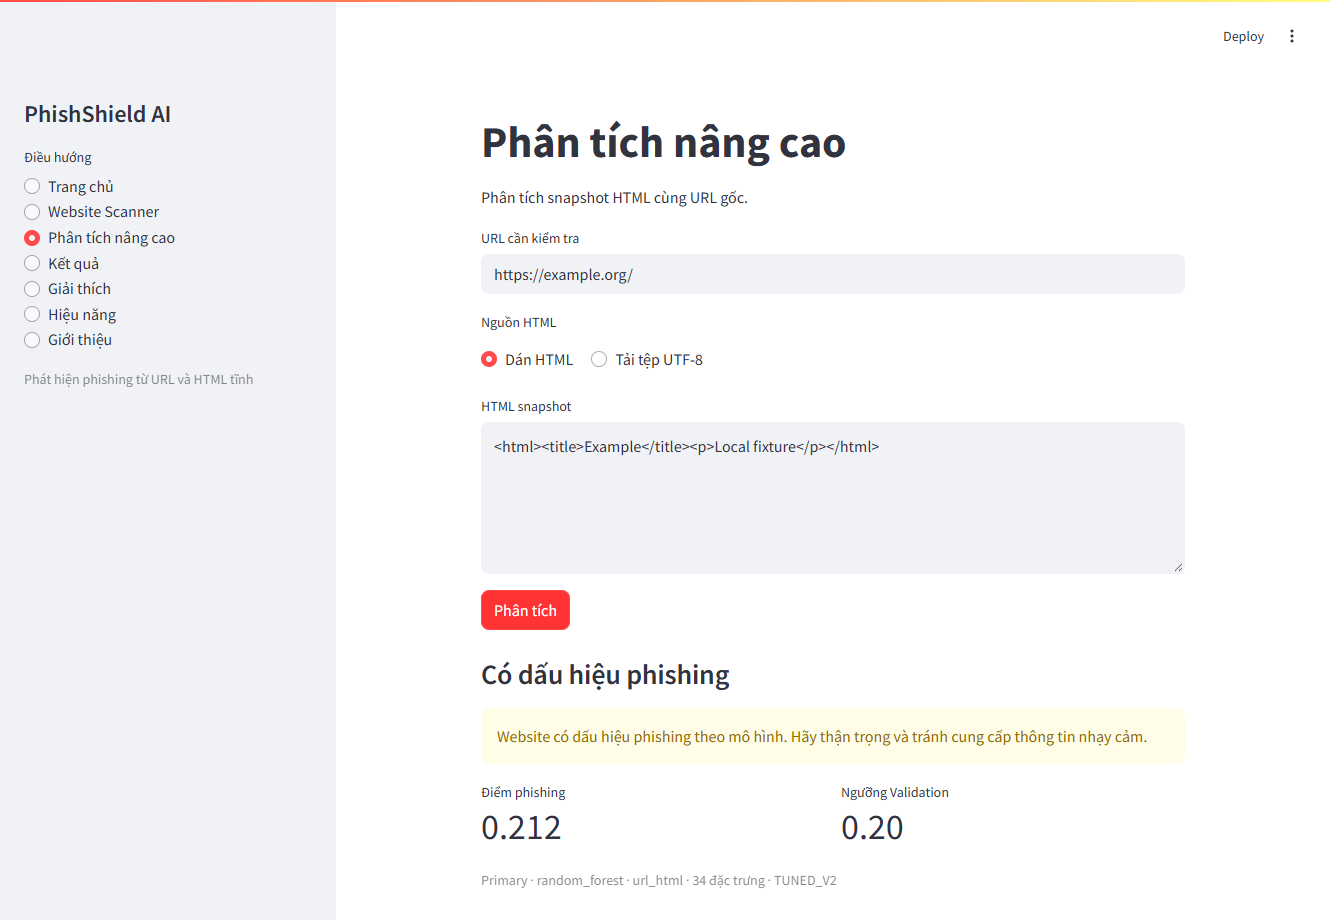 Deploy
PhishShield AI
Điều hướng
Trang chủ
Website Scanner
Phân tích nâng cao
Kết quả
Giải thích
Hiệu năng
Giới thiệu
Phát hiện phishing từ URL và HTML tĩnh
Phân tích nâng cao
Phân tích snapshot HTML cùng URL gốc.
URL cần kiểm tra
https://example.org/
Nguồn HTML
Dán HTML
Tải tệp UTF-8
HTML snapshot
<html><title>Example</title><p>Local fixture</p></html>
Phân tích
Có dấu hiệu phishing
Website có dấu hiệu phishing theo mô hình. Hãy thận trọng và tránh cung cấp thông tin nhạy cảm.
Điểm phishing
0.212
Ngưỡng Validation
0.20
Primary · random_forest · url_html · 34 đặc trưng · TUNED_V2